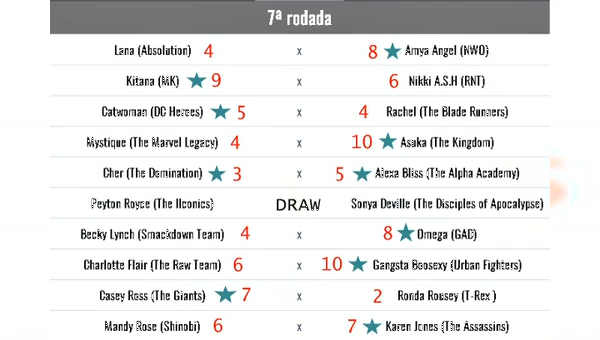 7ª rodada
Lana (Absolution) 4 x 8 Amya Angel (NWO)
Kitana (MK) 9 x 6 Nikki A.S.H (RNT)
Catwoman (DC Heroes) 5 x 4 Rachel (The Blade Runners)
Mystique (The Marvel Legacy) 4 x 10 Asuka (The Kingdom)
Cher (The Domination) 3 x 5 Alexa Bliss (The Alpha Academy)
Peyton Royce (The IIconics) DRAW Sonya Deville (The Disciples of Apocalypse)
Becky Lynch (Smackdown Team) 4 x 8 Omega (GAC)
Charlotte Flair (The Raw Team) 6 x 10 Gangsta Boosexy (Urban Fighters)
Casey Ross (The Giants) 7 x 2 Ronda Rousey (T-Rex )
Mandy Rose (Shinobi) 6 x 7 Karen Jones (The Assassins)